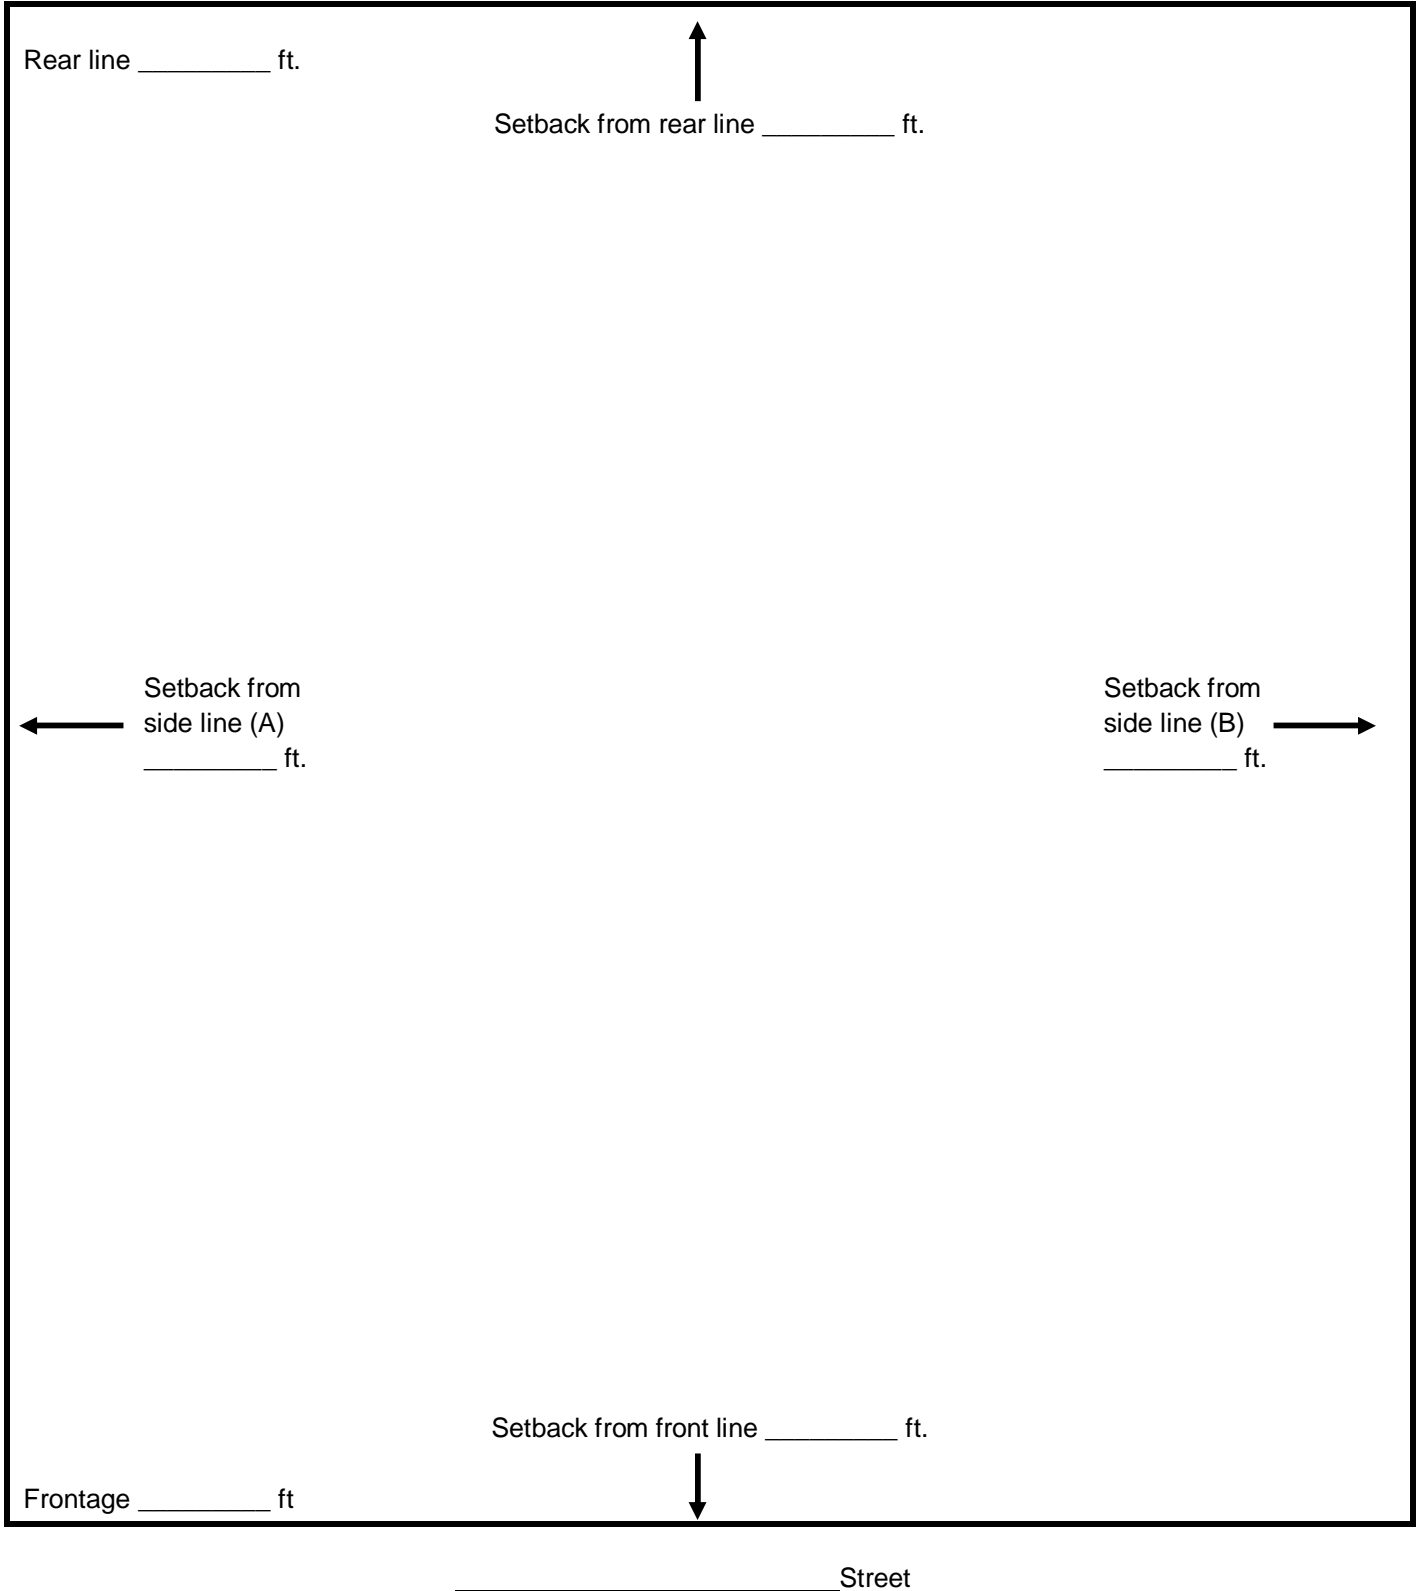 Rear line _________ ft.
Setback from rear line _________ ft.
Setback from
side line (A)
_________ ft.
Setback from
side line (B)
_________ ft.
Setback from front line _________ ft.
Frontage _________ ft
__________________________Street